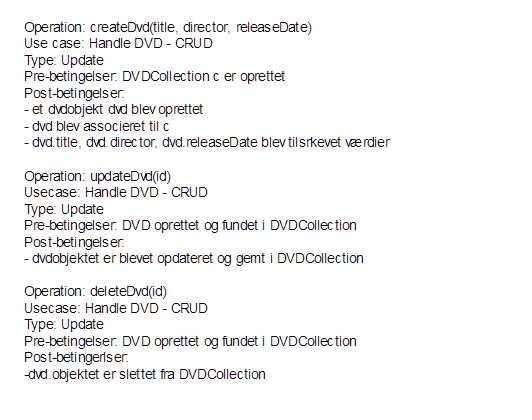 Operation: createDvd(title, director, releaseDate)
Use case: Handle DVD - CRUD
Type: Update
Pre-betingelser: DVDCollection c er oprettet
Post-betingelser:
- et dvdobjekt dvd blev oprettet
- dvd blev associeret til c
- dvd.title, dvd.director, dvd.releaseDate blev tilsrkevet værdier
Operation: updateDvd(id)
Usecase: Handle DVD - CRUD
Type: Update
Pre-betingelser: DVD oprettet og fundet i DVDCollection
Post-betingelser:
- dvdobjektet er blevet opdateret og gemt i DVDCollection
Operation: deleteDvd(id)
Usecase: Handle DVD - CRUD
Type: Update
Pre-betingelser: DVD oprettet og fundet i DVDCollection
Post-betingerlser:
-dvd.objektet er slettet fra DVDCollection